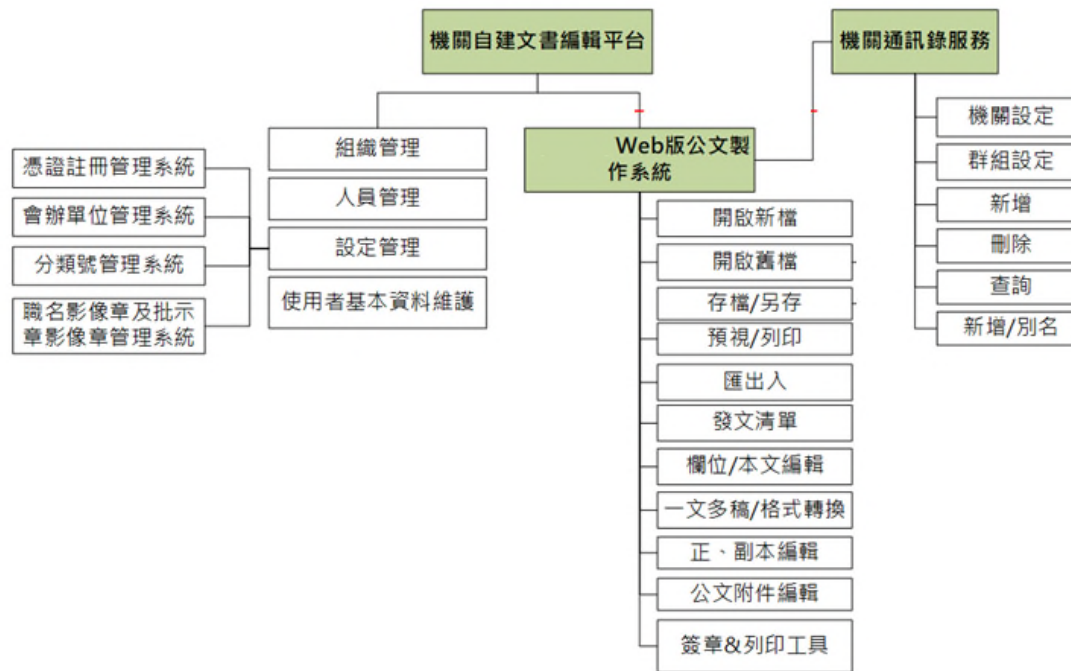 機關自建文書編輯平台
機關通訊錄服務
組織管理
人員管理
設定管理
使用者基本資料維護
憑證註冊管理系統
會辦單位管理系統
分類號管理系統
職名影像章及批示
章影像章管理系統
Web版公文製
作系統
開啟新檔
開啟舊檔
存檔/另存
預視/列印
匯出入
發文清單
欄位/本文編輯
一文多稿/格式轉換
正、副本編輯
公文附件編輯
簽章&列印工具
機關設定
群組設定
新增
刪除
查詢
新增/別名